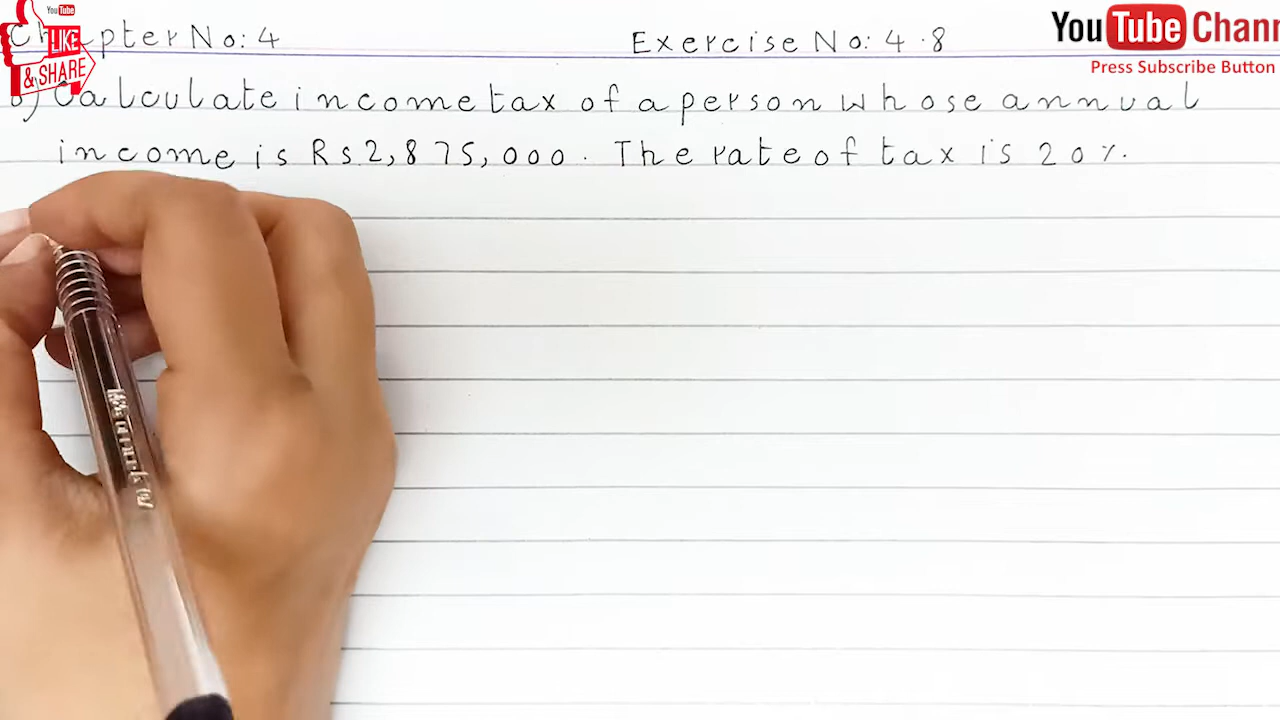 YouTube
LIKE
& SHARE
Chapter No: 4
Exercise No: 4.8
YouTube Chann
Press Subscribe Button
b) Calculate income tax of a person whose annual
income is Rs 2,875,000. The rate of tax is 20%.